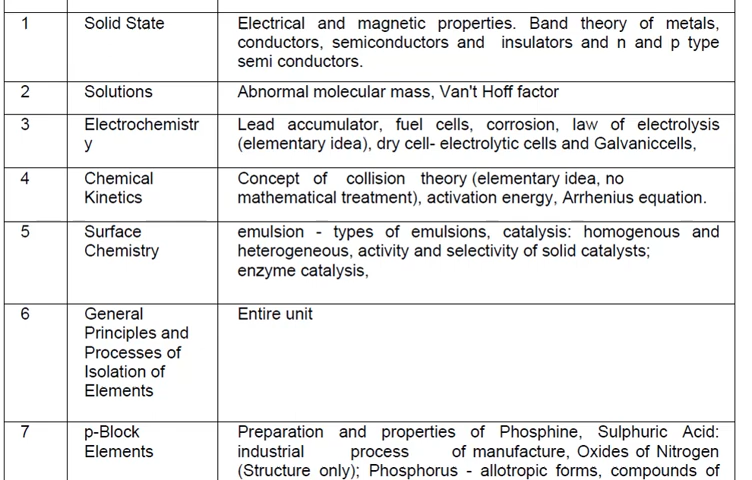 1 Solid State Electrical and magnetic properties. Band theory of metals,
conductors, semiconductors and insulators and n and p type
semi conductors.
2 Solutions Abnormal molecular mass, Van't Hoff factor
3 Electrochemistr Lead accumulator, fuel cells, corrosion, law of electrolysis
y (elementary idea), dry cell- electrolytic cells and Galvaniccells,
4 Chemical Concept of collision theory (elementary idea, no
Kinetics mathematical treatment), activation energy, Arrhenius equation.
5 Surface emulsion - types of emulsions, catalysis: homogenous and
Chemistry heterogeneous, activity and selectivity of solid catalysts;
enzyme catalysis,
6 General Entire unit
Principles and
Processes of
Isolation of
Elements
7 p-Block Preparation and properties of Phosphine, Sulphuric Acid:
Elements industrial process of manufacture, Oxides of Nitrogen
(Structure only); Phosphorus - allotropic forms, compounds of